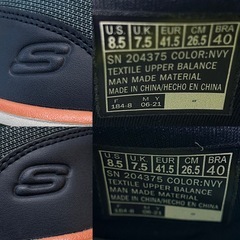 U.S. U.K. EUR CM BRA
8.5 7.5 41.5 26.5 40
SN 204375 COLOR:NVY
TEXTILE UPPER BALANCE
MAN MADE MATERIAL
MADE IN CHINA/HECHO EN CHINA
F M Y
184-8 06-21
U.S. U.K. EUR CM BRA
8.5 7.5 41.5 26.5 40
SN 204375 COLOR:NVY
TEXTILE UPPER BALANCE
MAN MADE MATERIAL
MADE IN CHINA/HECHO EN CHINA
F M Y
184-8 06-21